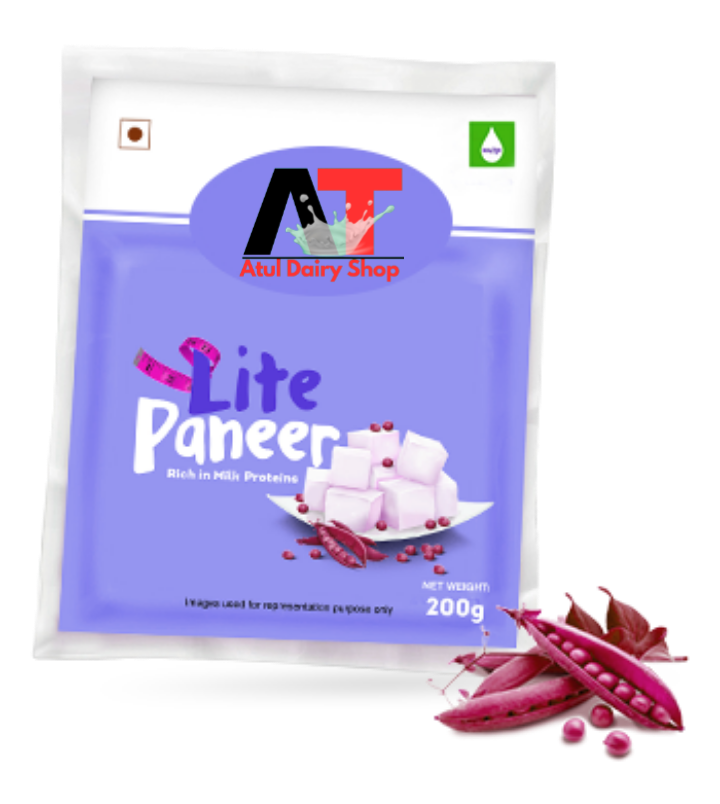 AT
Atul Dairy Shop
Lite
Paneer
Rich in Milk Proteins
Images used for representation purpose only
NET WEIGHT:
200g